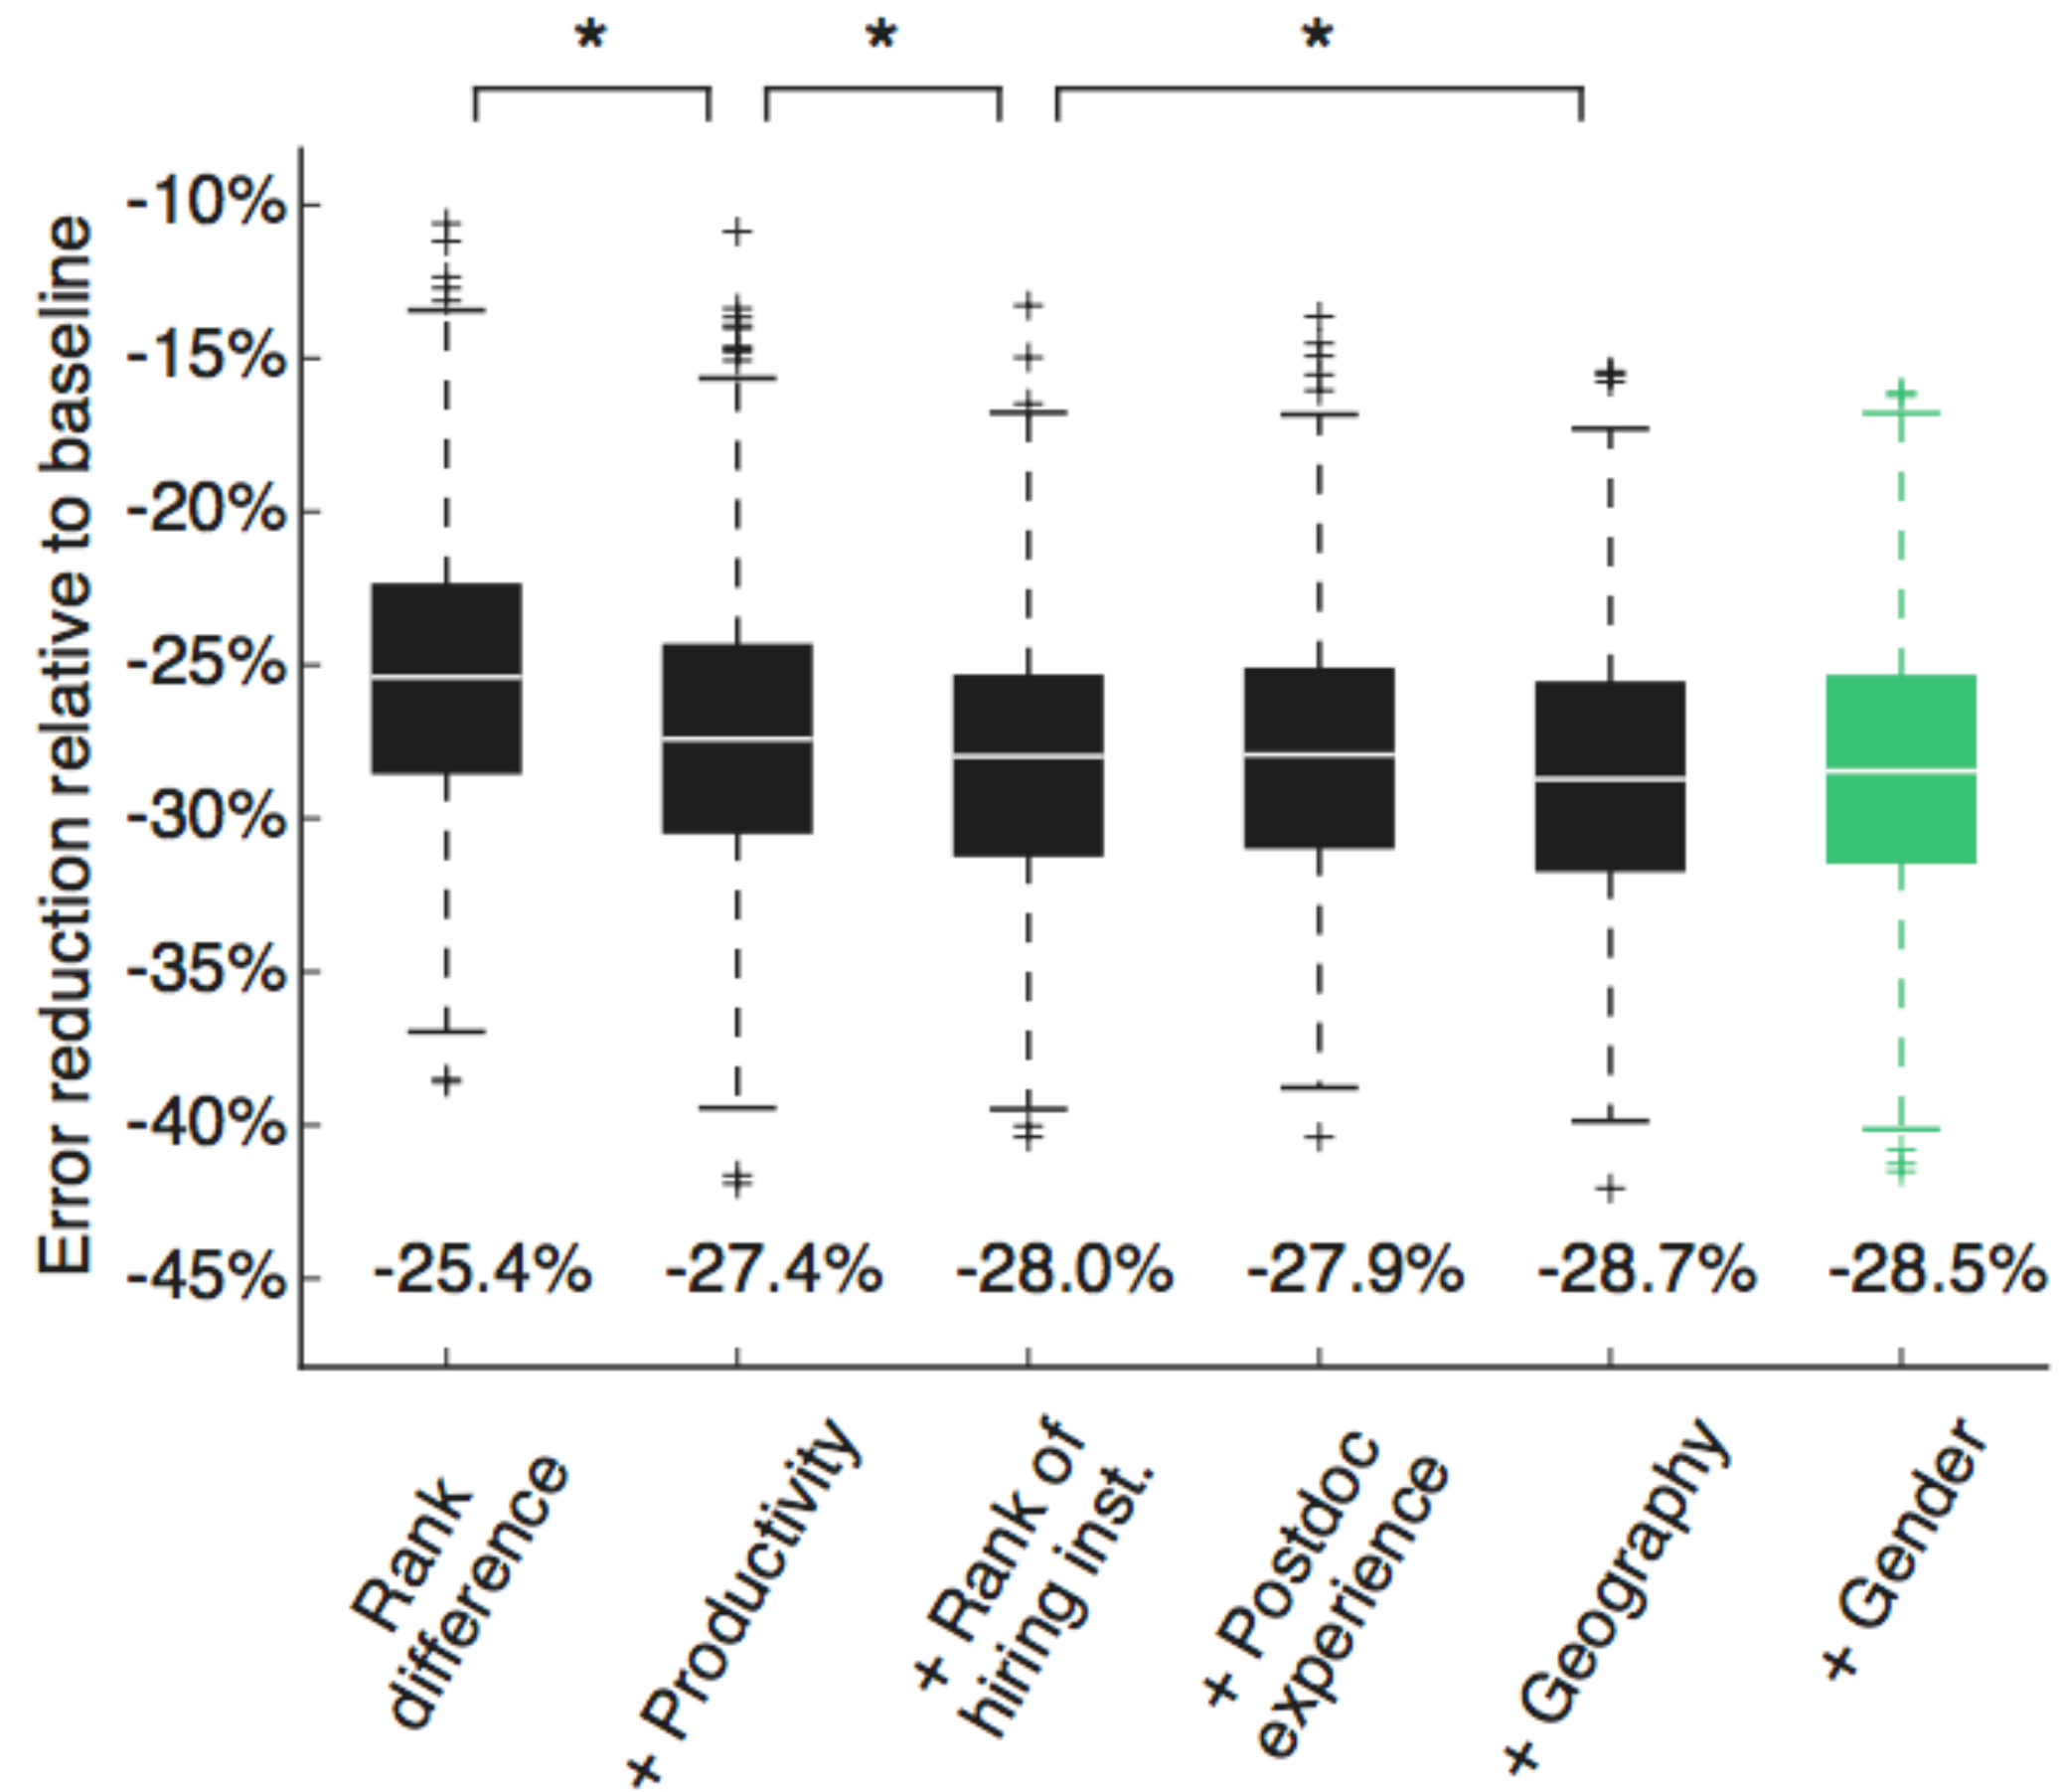 * * *
Error reduction relative to baseline
-10%
-15%
-20%
-25%
-30%
-35%
-40%
-45%
-25.4% -27.4% -28.0% -27.9% -28.7% -28.5%
Rank
difference
+ Productivity
+ Rank of
hiring inst.
+ Postdoc
experience
+ Geography
+ Gender